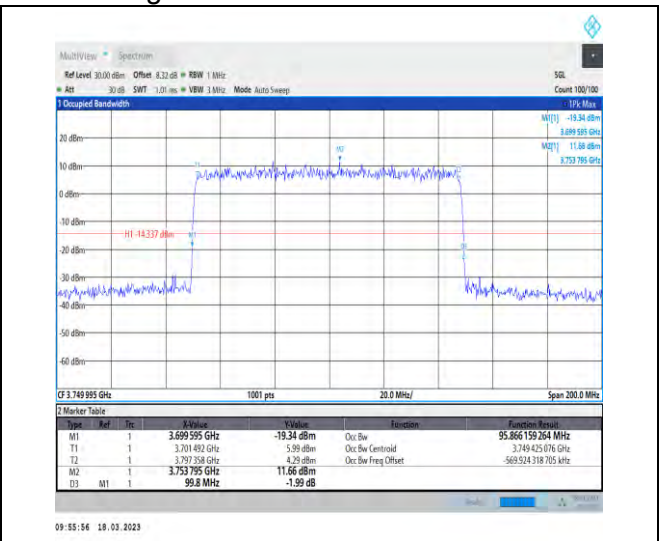 MultiView Spectrum
Ref Level 30.00 dBm Offset 8.32 dB RBW 1 MHz SGL
Att 30 dB SWT 1.01 ms VBW 3 MHz Mode Auto Sweep Count 100/100
1 Occupied Bandwidth 1Pk Max
M1[1] -19.34 dBm
3.699 595 GHz
M2[1] 11.66 dBm
3.753 795 GHz
20 dBm
M2
10 dBm
T1
0 dBm
-10 dBm
H1 -14.337 dBm
M1
-20 dBm
-30 dBm
-40 dBm
-50 dBm
-60 dBm
CF 3.749 995 GHz 1001 pts 20.0 MHz/ Span 200.0 MHz
2 Marker Table
Type Ref Trc X-Value Y-Value Function Function Result
M1 1 3.699 595 GHz -19.34 dBm Occ Bw 95.866 159 264 MHz
T1 1 3.701 492 GHz 5.99 dBm Occ Bw Centroid 3.749 425 076 GHz
T2 1 3.797 358 GHz 4.29 dBm Occ Bw Freq Offset -569.924 318 705 kHz
M2 1 3.753 795 GHz 11.66 dBm
D3 M1 1 99.8 MHz -1.99 dB
09:55:56 18.03.2023